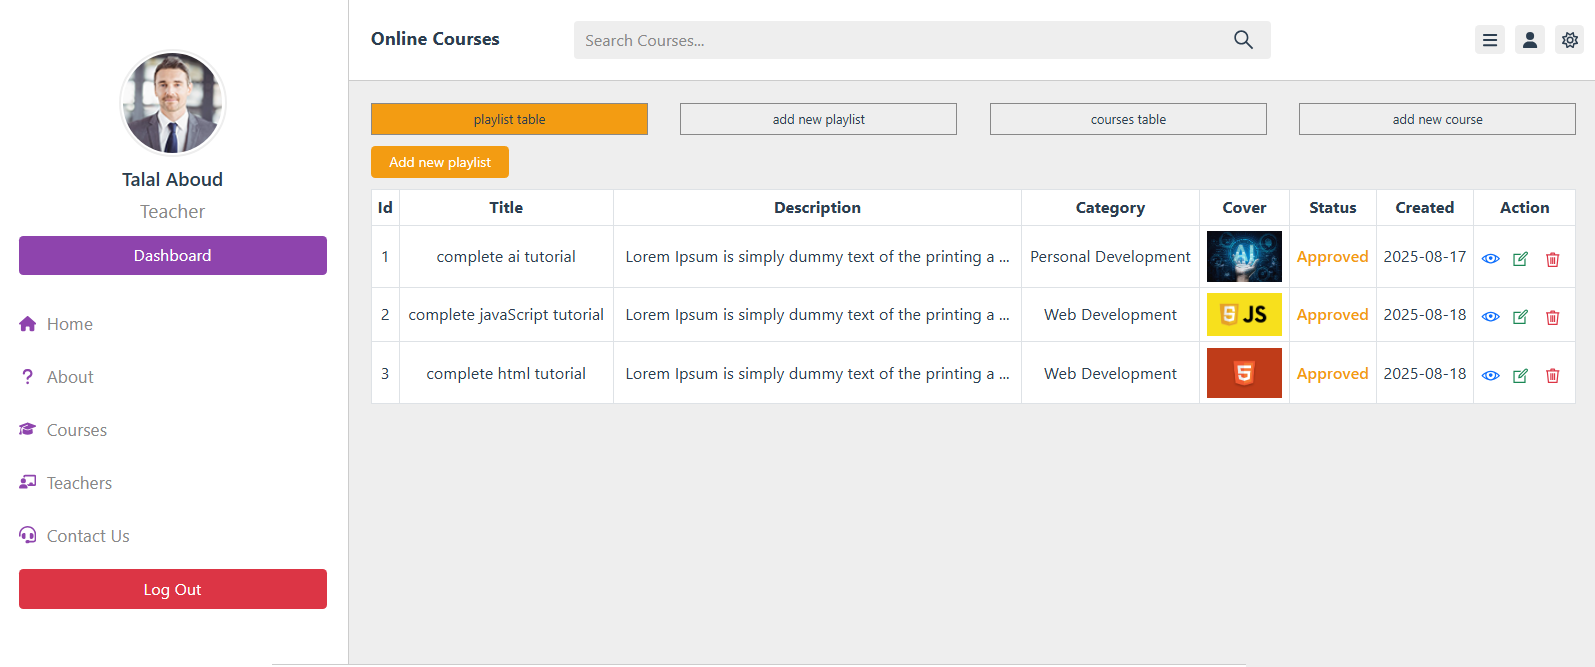 Talal Aboud
Teacher
Dashboard
Home
? About
Courses
Teachers
Contact Us
Log Out
Online Courses
Search Courses...
playlist table add new playlist courses table add new course
Add new playlist
Id Title Description Category Cover Status Created Action
1 complete ai tutorial Lorem Ipsum is simply dummy text of the printing a ... Personal Development AI Approved 2025-08-17
2 complete javaScript tutorial Lorem Ipsum is simply dummy text of the printing a ... Web Development 5 JS Approved 2025-08-18
3 complete html tutorial Lorem Ipsum is simply dummy text of the printing a ... Web Development 5 Approved 2025-08-18